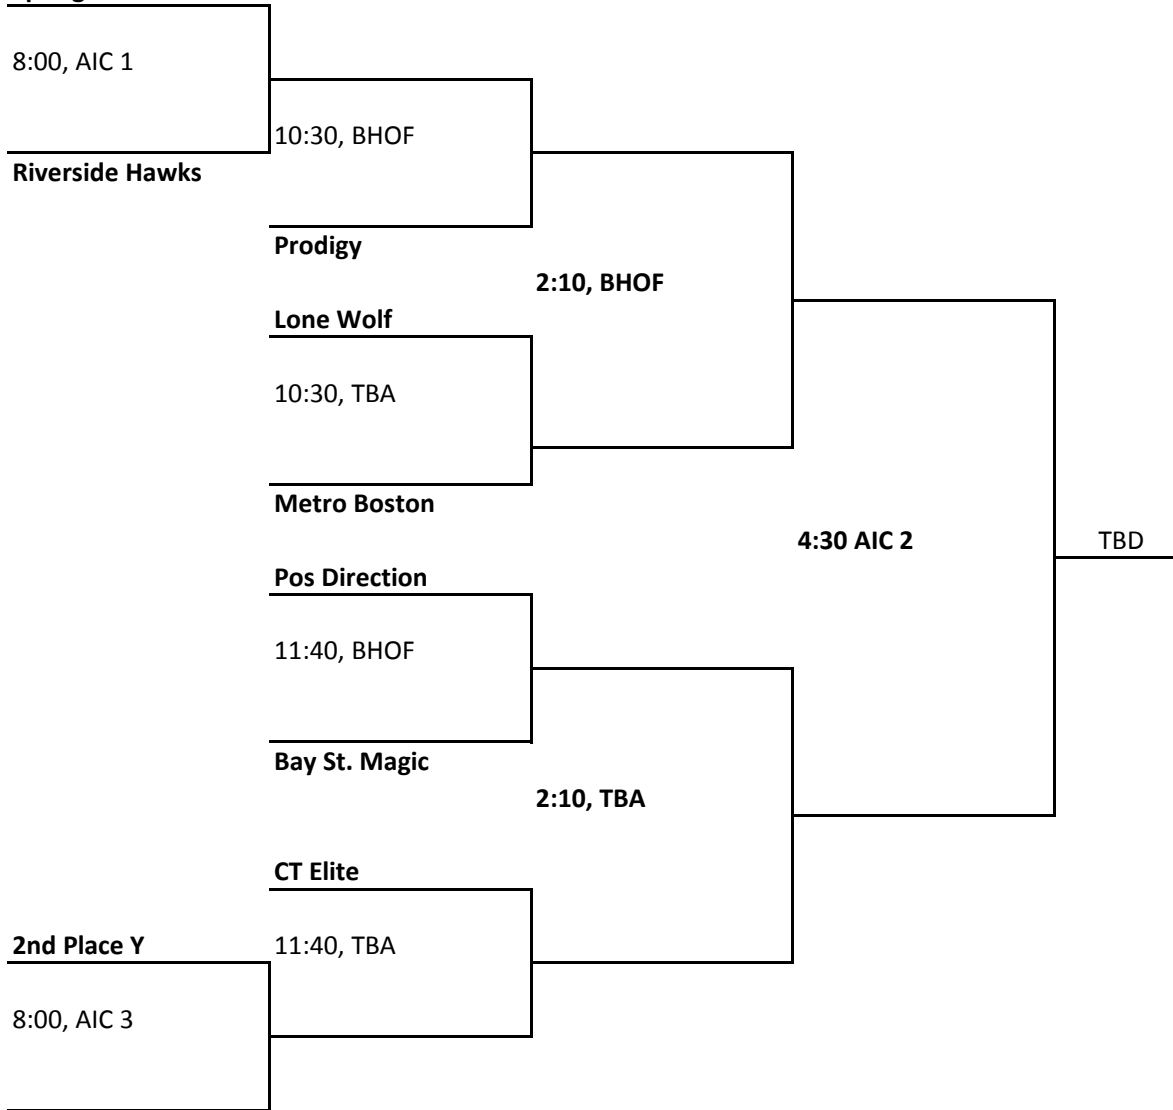 8:00, AIC 1
10:30, BHOF
Riverside Hawks
Prodigy
2:10, BHOF
Lone Wolf
10:30, TBA
Metro Boston
4:30 AIC 2
TBD
Pos Direction
11:40, BHOF
Bay St. Magic
2:10, TBA
CT Elite
2nd Place Y
11:40, TBA
8:00, AIC 3